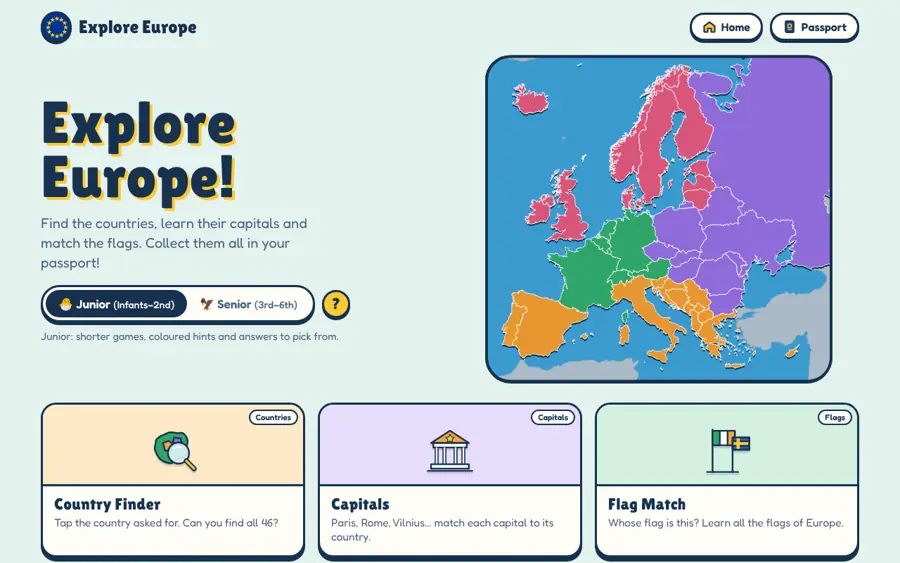 Explore Europe
Home
Passport
Explore
Europe!
Find the countries, learn their capitals and
match the flags. Collect them all in your
passport!
Junior (Infants–2nd)
Senior (3rd–6th)
?
Junior: shorter games, coloured hints and answers to pick from.
Countries
Capitals
Flags
Country Finder
Tap the country asked for. Can you find all 46?
Capitals
Paris, Rome, Vilnius... match each capital to its
country.
Flag Match
Whose flag is this? Learn all the flags of Europe.